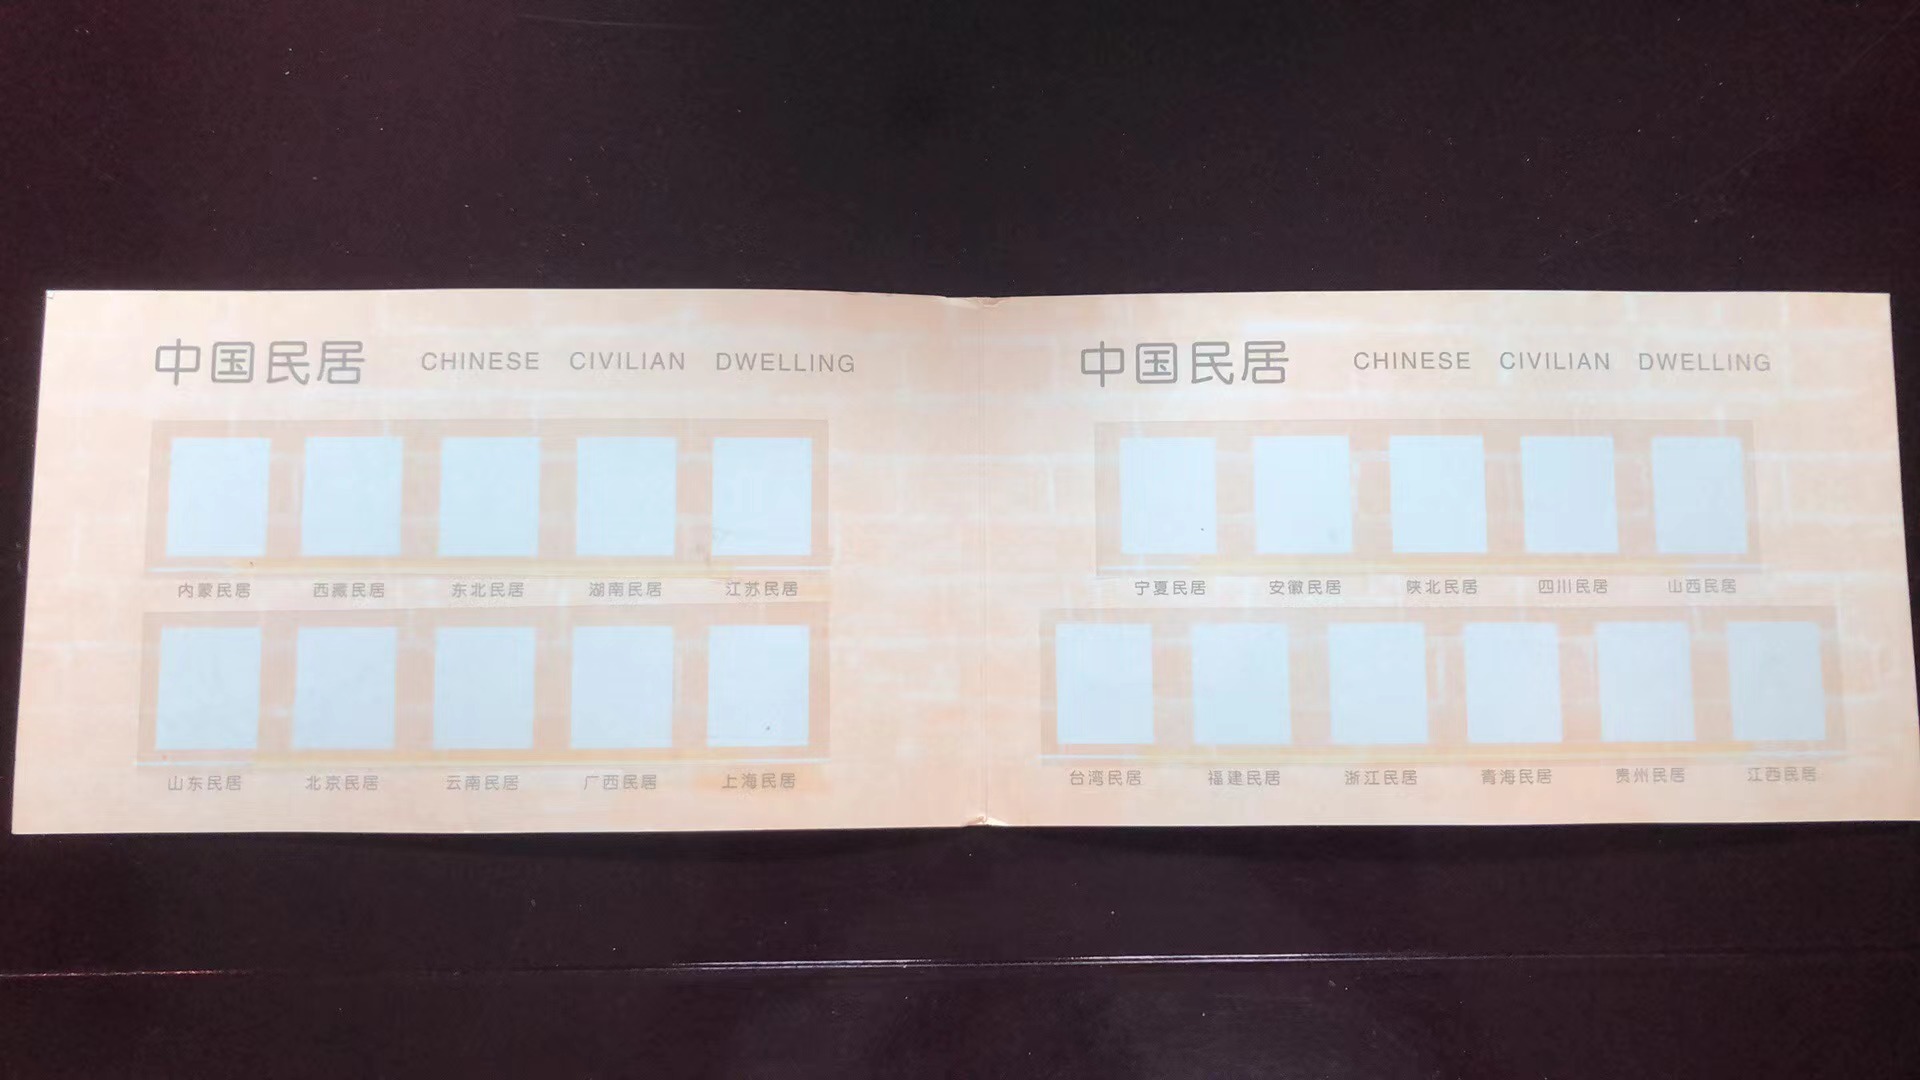 中国民居 CHINESE CIVILIAN DWELLING
内蒙民居 西藏民居 东北民居 湖南民居 江苏民居
山东民居 北京民居 云南民居 广西民居 上海民居
中国民居 CHINESE CIVILIAN DWELLING
宁夏民居 安徽民居 陕北民居 四川民居 山西民居
台湾民居 福建民居 浙江民居 青海民居 贵州民居 江西民居